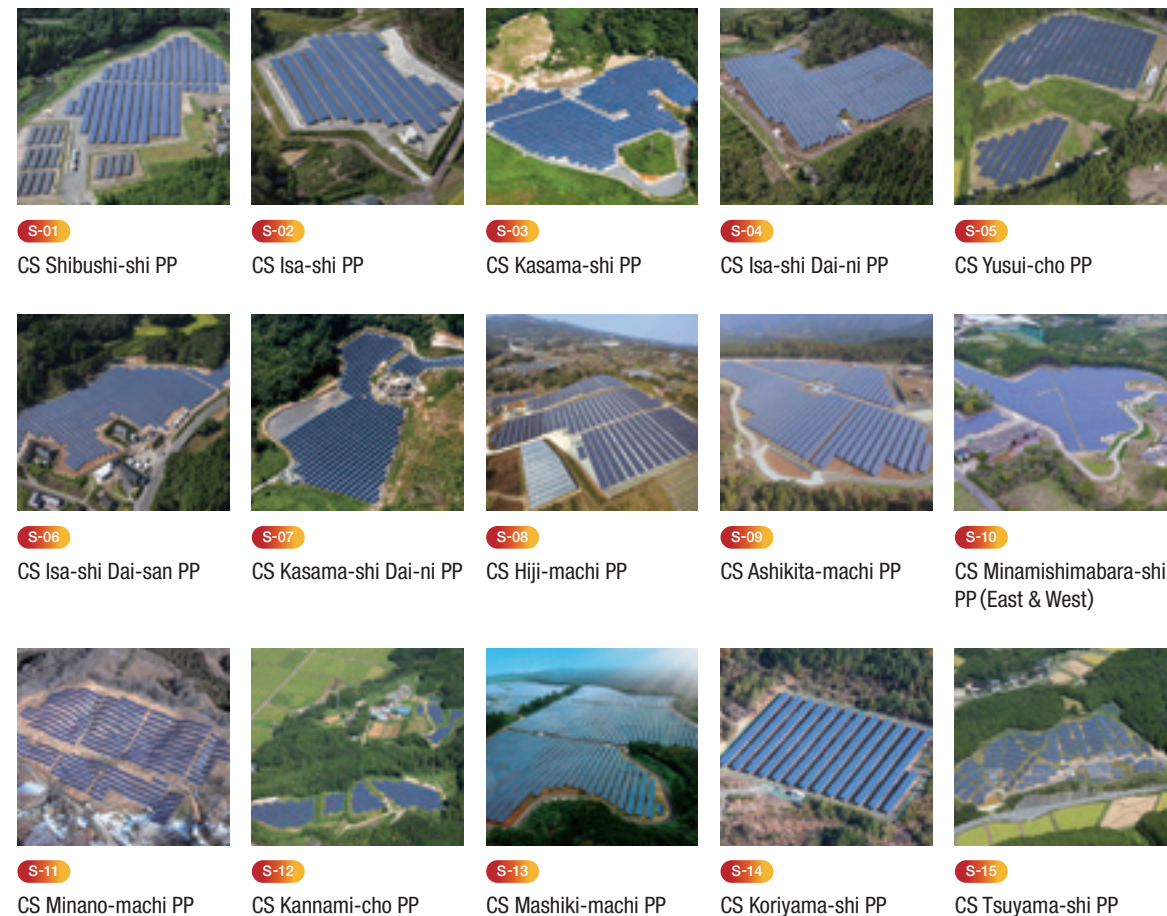 S-01
CS Shibushi-shi PP
S-02
CS Isa-shi PP
S-03
CS Kasama-shi PP
S-04
CS Isa-shi Dai-ni PP
S-05
CS Yusui-cho PP
S-06
CS Isa-shi Dai-san PP
S-07
CS Kasama-shi Dai-ni PP
S-08
CS Hiji-machi PP
S-09
CS Ashikita-machi PP
S-10
CS Minamishimabara-shi
PP (East & West)
S-11
CS Minano-machi PP
S-12
CS Kannami-cho PP
S-13
CS Mashiki-machi PP
S-14
CS Koriyama-shi PP
S-15
CS Tsuyama-shi PP